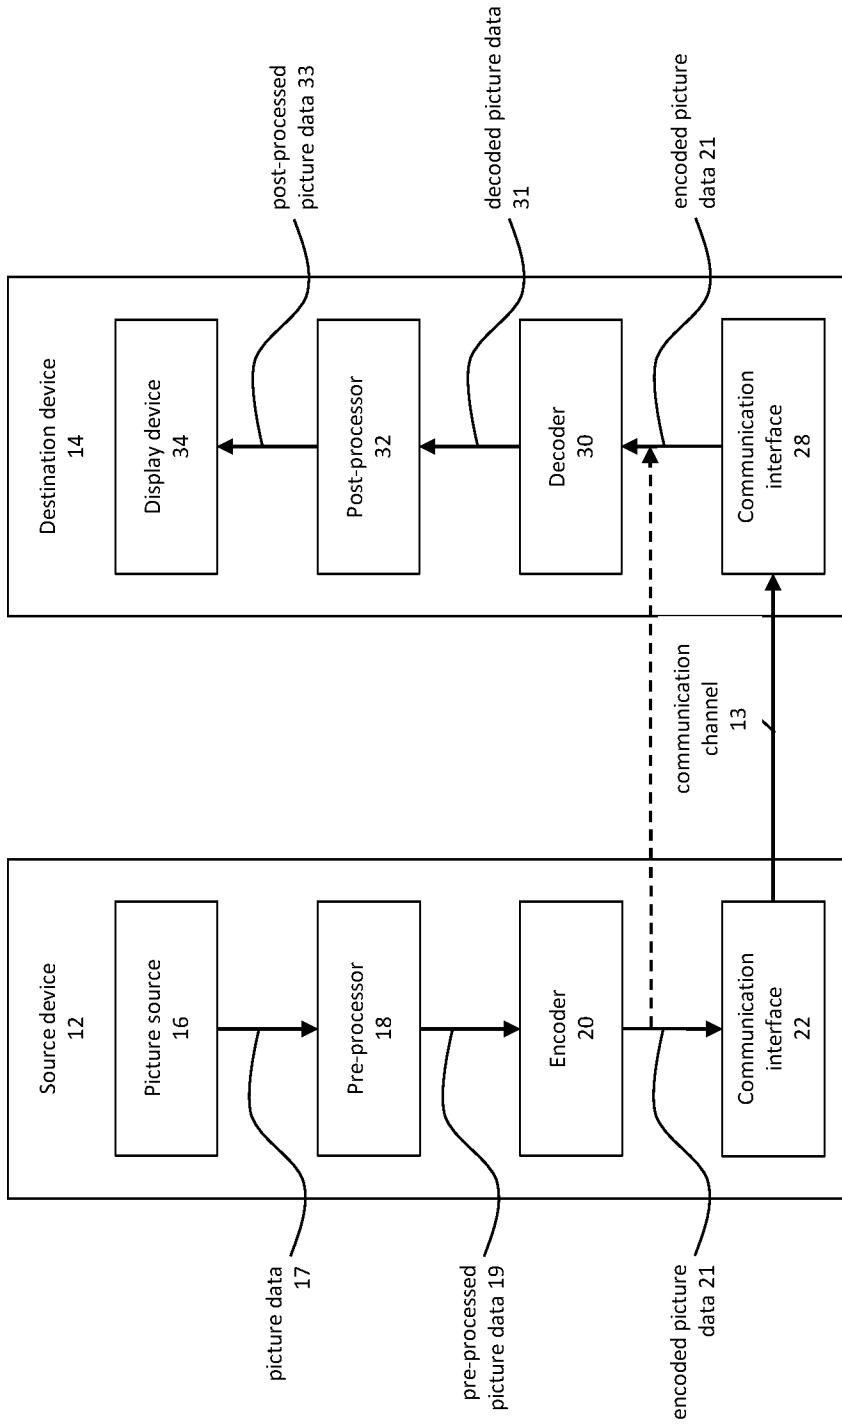 Source device
12
Picture source
16
picture data
17
Pre-processor
18
pre-processed
picture data 19
Encoder
20
encoded picture
data 21
Communication
interface
22
communication
channel
13
Destination device
14
Display device
34
post-processed
picture data 33
Post-processor
32
decoded picture data
31
Decoder
30
encoded picture
data 21
Communication
interface
28